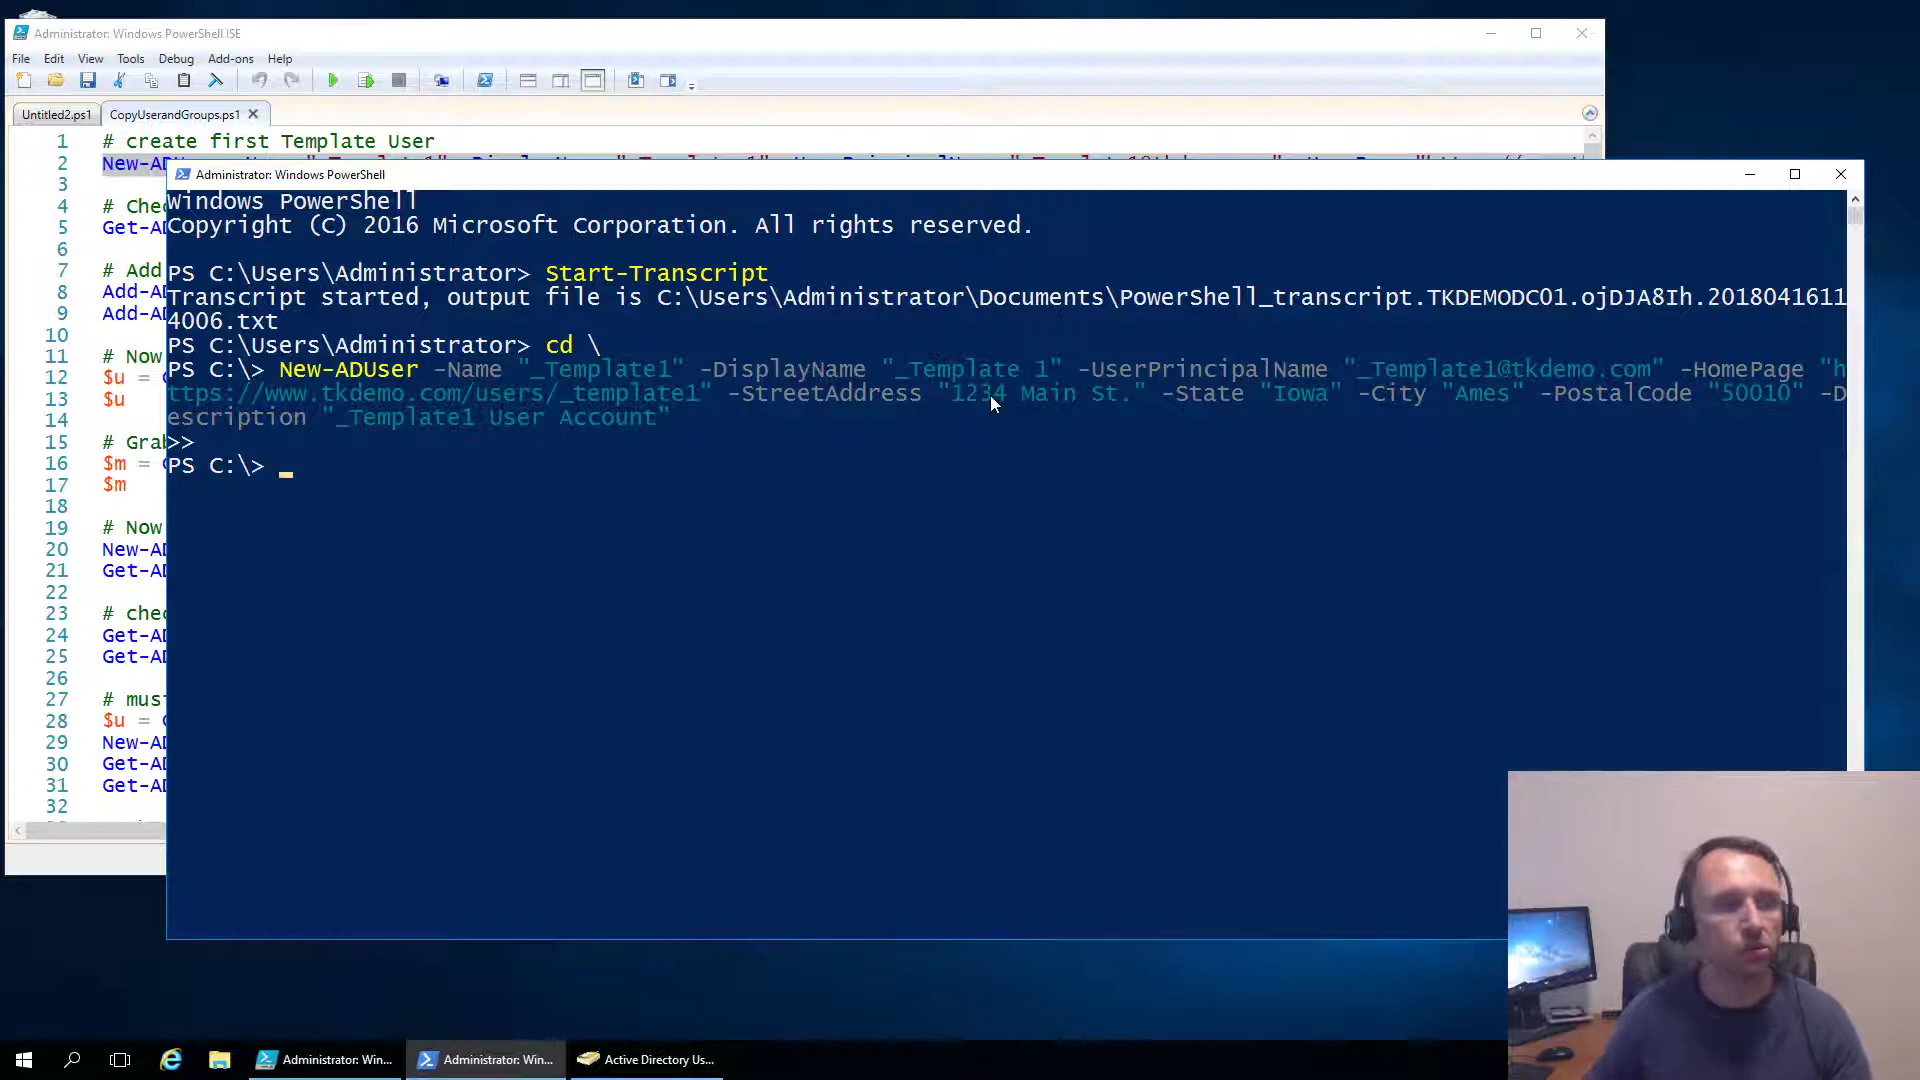 Administrator: Windows PowerShell ISE
File Edit View Tools Debug Add-ons Help
Untitled2.ps1 CopyUserandGroups.ps1
1 # create first Template User
2 New-AD
3
4 # Chec
5 Get-AD
6
7 # Add
8 Add-AD
9 Add-AD
10
11 # Now
12 $u =
13 $u
14
15 # Grab
16 $m =
17 $m
18
19 # Now
20 New-AD
21 Get-AD
22
23 # chec
24 Get-AD
25 Get-AD
26
27 # must
28 $u =
29 New-AD
30 Get-AD
31 Get-AD
32
Administrator: Windows PowerShell
Windows PowerShell
Copyright (C) 2016 Microsoft Corporation. All rights reserved.
PS C:\Users\Administrator> Start-Transcript
Transcript started, output file is C:\Users\Administrator\Documents\PowerShell_transcript.TKDEMODC01.ojDJA8Ih.2018041611
4006.txt
PS C:\Users\Administrator> cd \
PS C:\> New-ADUser -Name "_Template1" -DisplayName "_Template 1" -UserPrincipalName "_Template1@tkdemo.com" -HomePage "h
ttps://www.tkdemo.com/users/_template1" -StreetAddress "1234 Main St." -State "Iowa" -City "Ames" -PostalCode "50010" -D
escription "_Template1 User Account"
>>
PS C:\>
Administrator: Win... Administrator: Win... Active Directory Us...